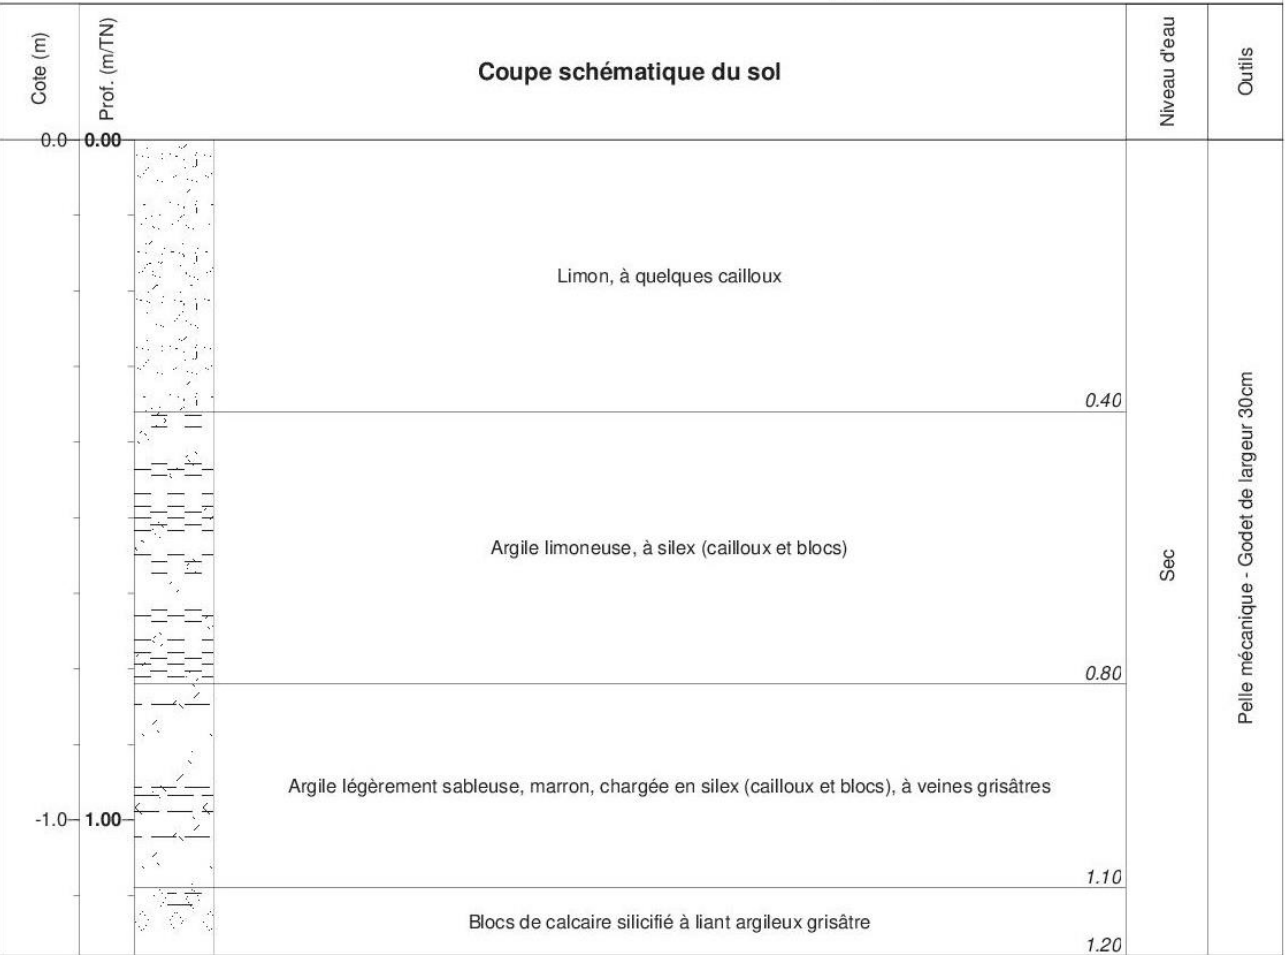 Cote (m)
Prof. (m/TN)
Coupe schématique du sol
Niveau d'eau
Outils
0.0
0.00
Limon, à quelques cailloux
0.40
Argile limoneuse, à silex (cailloux et blocs)
Sec
Pelle mécanique - Godet de largeur 30cm
0.80
Argile légèrement sableuse, marron, chargée en silex (cailloux et blocs), à veines grisâtres
-1.0
1.00
1.10
Blocs de calcaire silicifié à liant argileux grisâtre
1.20